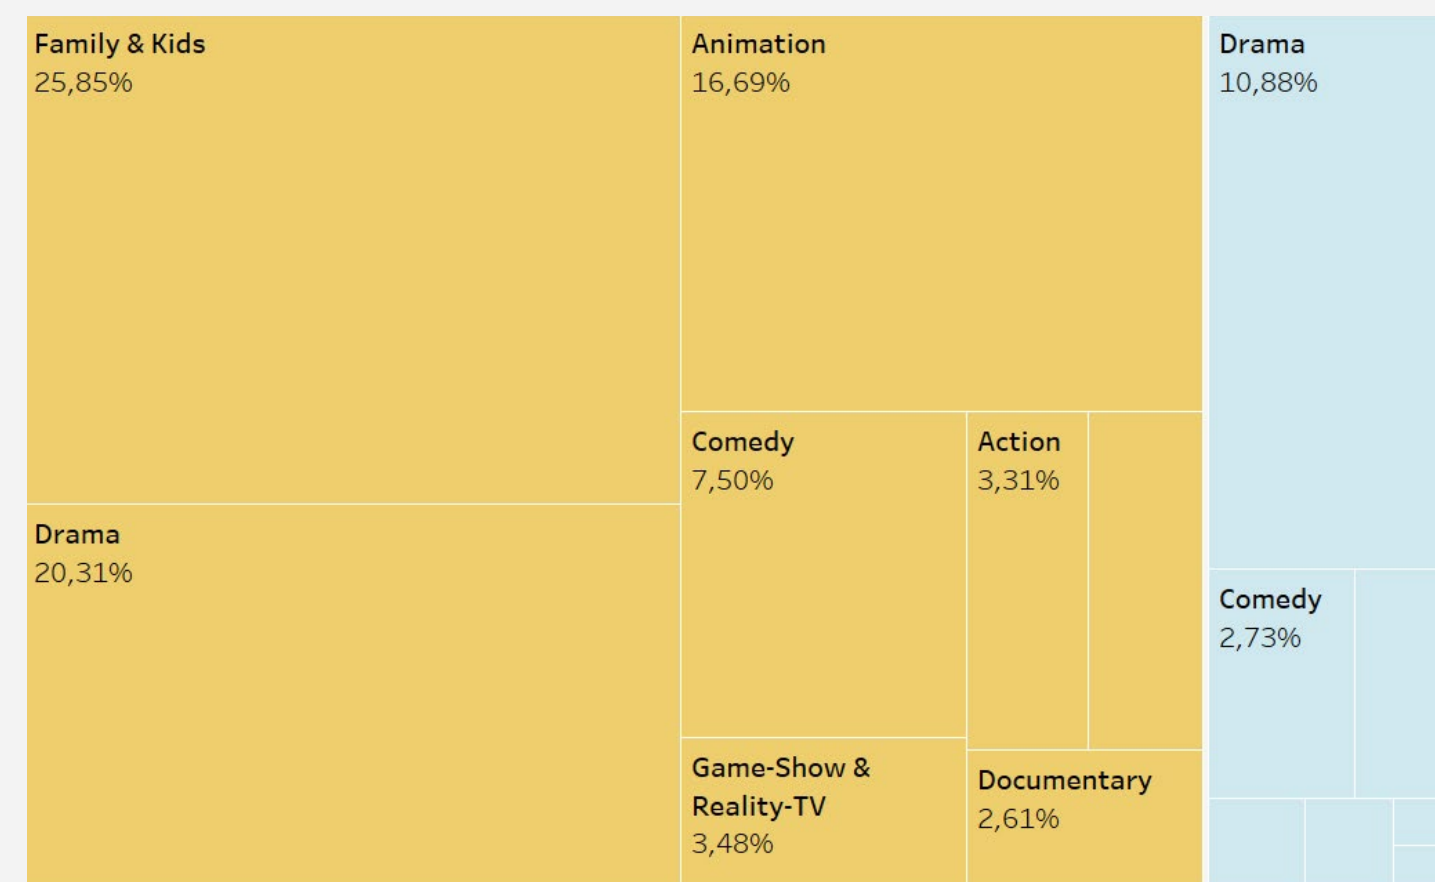 Family & Kids
25,85%
Drama
20,31%
Animation
16,69%
Comedy
7,50%
Game-Show &
Reality-TV
3,48%
Action
3,31%
Documentary
2,61%
Drama
10,88%
Comedy
2,73%